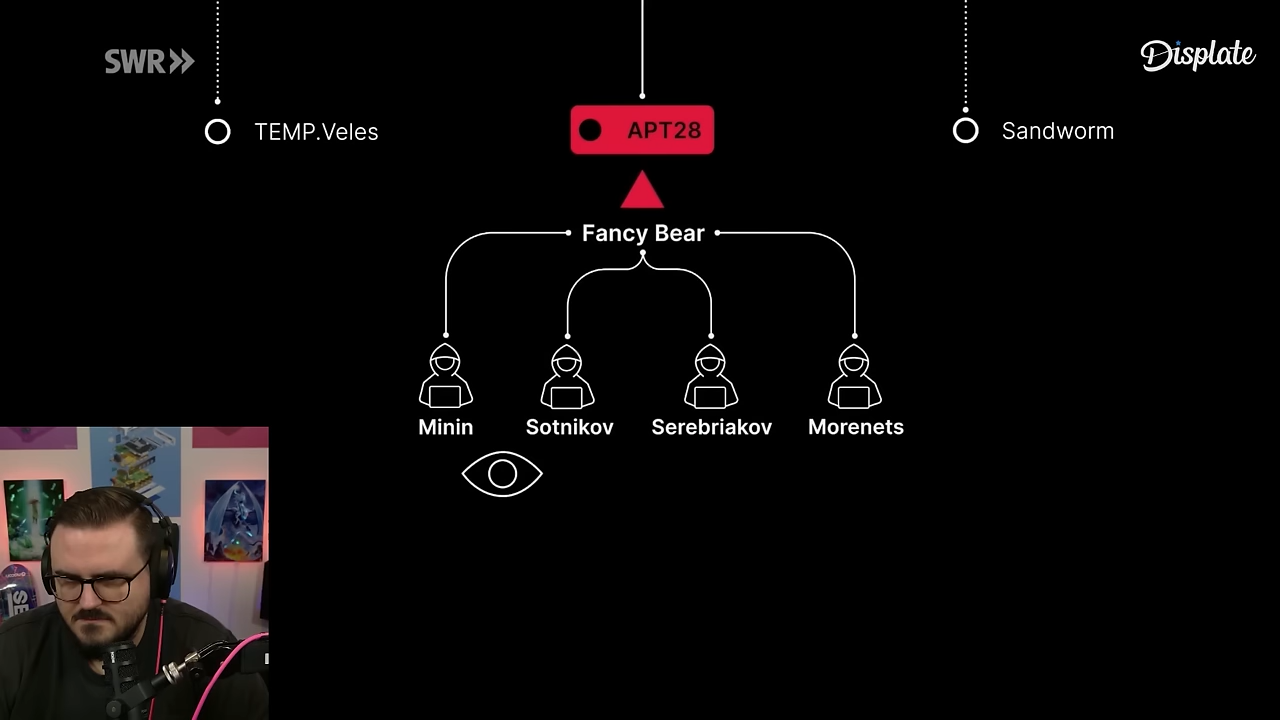 SWR
Displate
TEMP.Veles
APT28
Sandworm
Fancy Bear
Minin
Sotnikov
Serebriakov
Morenets